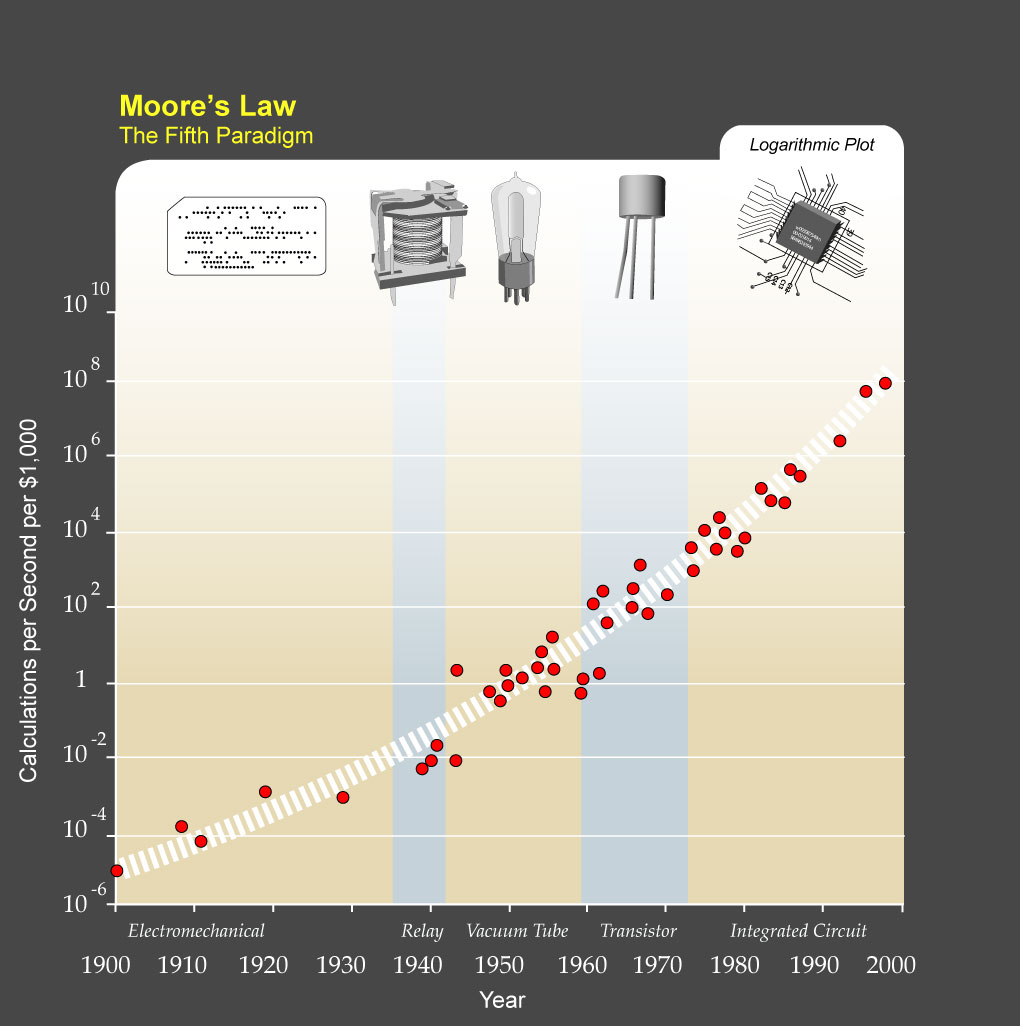 Moore's Law
The Fifth Paradigm
Logarithmic Plot
Calculations per Second per $1,000
10 10
10 8
10 6
10 4
10 2
1
10 -2
10 -4
10 -6
Electromechanical Relay Vacuum Tube Transistor Integrated Circuit
1900 1910 1920 1930 1940 1950 1960 1970 1980 1990 2000
Year